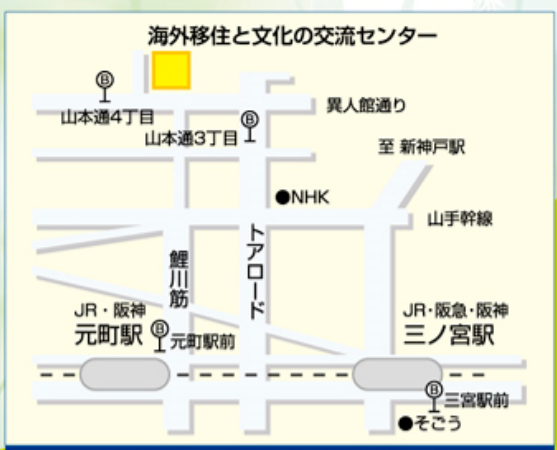 海外移住と文化の交流センター
Ⓑ
山本通4丁目
異人館通り
Ⓑ
山本通3丁目
至 新神戸駅
●NHK
山手幹線
鯉川筋
トアロード
JR・阪神
元町駅
Ⓑ
元町駅前
JR・阪急・阪神
三ノ宮駅
Ⓑ
三宮駅前
●そごう